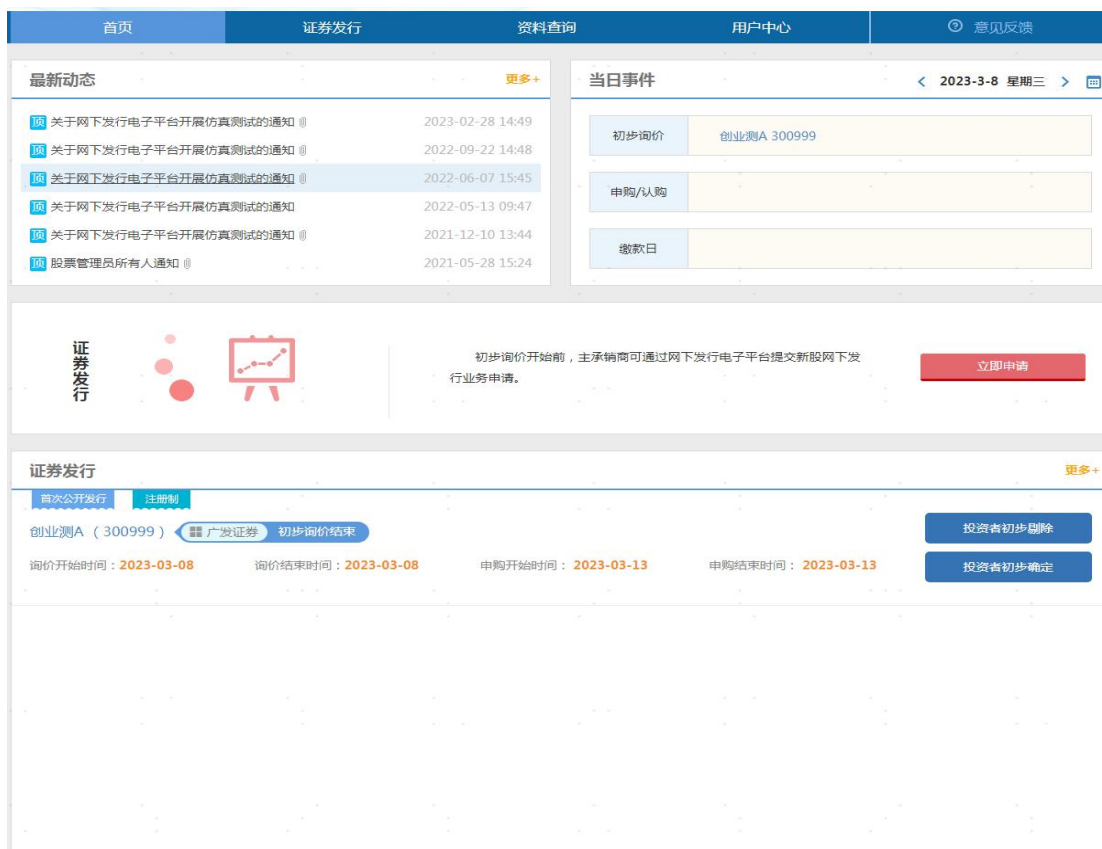 首页 证券发行 资料查询 用户中心 意见反馈
最新动态 更多+
顶 关于网下发行电子平台开展仿真测试的通知 2023-02-28 14:49
顶 关于网下发行电子平台开展仿真测试的通知 2022-09-22 14:48
顶 关于网下发行电子平台开展仿真测试的通知 2022-06-07 15:45
顶 关于网下发行电子平台开展仿真测试的通知 2022-05-13 09:47
顶 关于网下发行电子平台开展仿真测试的通知 2021-12-10 13:44
顶 股票管理员所有人通知 2021-05-28 15:24
当日事件 < 2023-3-8 星期三 >
初步询价 创业测A 300999
申购/认购
缴款日
证券发行
初步询价开始前，主承销商可通过网下发行电子平台提交新股网下发
行业务申请。
立即申请
证券发行 更多+
首次公开发行 注册制
创业测A （300999） 广发证券 初步询价结束
投资者初步剔除
询价开始时间：2023-03-08 询价结束时间：2023-03-08 申购开始时间： 2023-03-13 申购结束时间： 2023-03-13
投资者初步确定